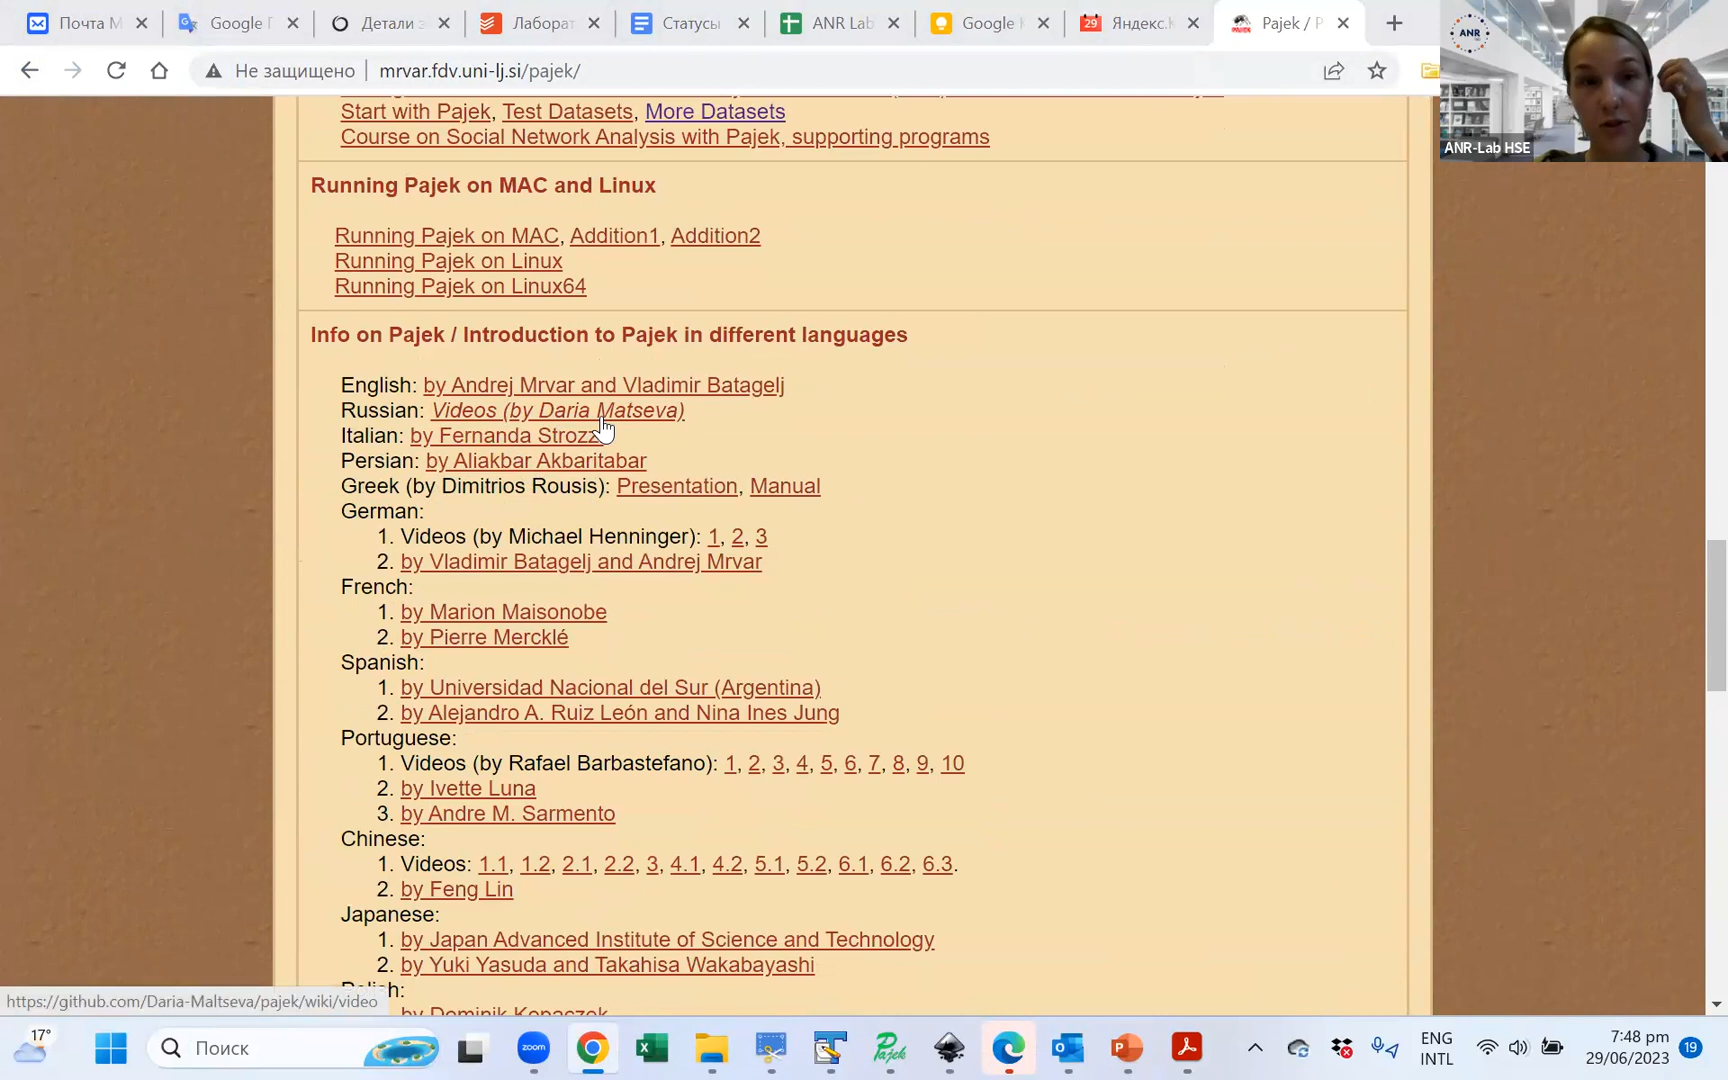 Почта М
Google П
Детали з
Лаборат
Статусы
ANR Lab
Google К
Яндекс.К
Pajek / P
Не защищено mrvar.fdv.uni-lj.si/pajek/
ANR
ANR-Lab HSE
Start with Pajek, Test Datasets, More Datasets
Course on Social Network Analysis with Pajek, supporting programs
Running Pajek on MAC and Linux
Running Pajek on MAC, Addition1, Addition2
Running Pajek on Linux
Running Pajek on Linux64
Info on Pajek / Introduction to Pajek in different languages
English: by Andrej Mrvar and Vladimir Batagelj
Russian: Videos (by Daria Matseva)
Italian: by Fernanda Strozzi
Persian: by Aliakbar Akbaritabar
Greek (by Dimitrios Rousis): Presentation, Manual
German:
1. Videos (by Michael Henninger): 1, 2, 3
2. by Vladimir Batagelj and Andrej Mrvar
French:
1. by Marion Maisonobe
2. by Pierre Mercklé
Spanish:
1. by Universidad Nacional del Sur (Argentina)
2. by Alejandro A. Ruiz León and Nina Ines Jung
Portuguese:
1. Videos (by Rafael Barbastefano): 1, 2, 3, 4, 5, 6, 7, 8, 9, 10
2. by Ivette Luna
3. by Andre M. Sarmento
Chinese:
1. Videos: 1.1, 1.2, 2.1, 2.2, 3, 4.1, 4.2, 5.1, 5.2, 6.1, 6.2, 6.3.
2. by Feng Lin
Japanese:
1. by Japan Advanced Institute of Science and Technology
2. by Yuki Yasuda and Takahisa Wakabayashi
Polish:
by Dominik Kopaczek
https://github.com/Daria-Maltseva/pajek/wiki/video
17°
Поиск
zoom
Pajek
ENG
INTL
7:48 pm
29/06/2023
19